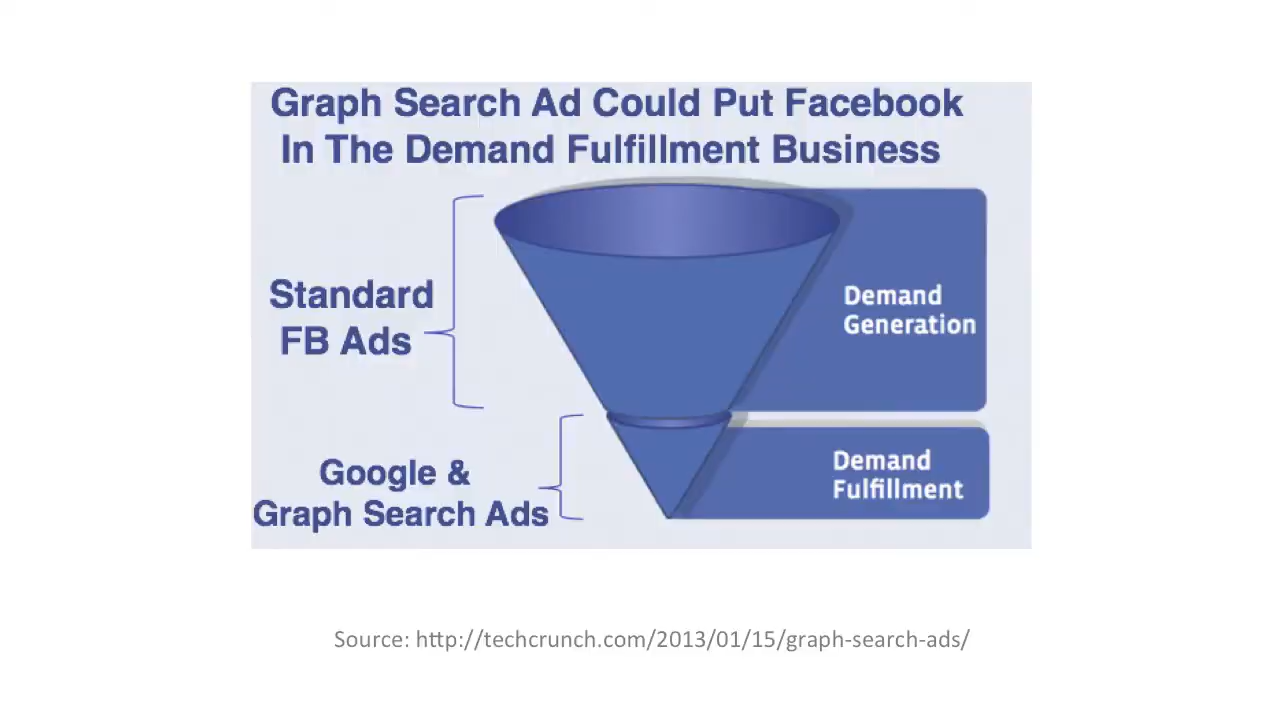 Graph Search Ad Could Put Facebook
In The Demand Fulfillment Business
Standard
FB Ads
Demand
Generation
Google &
Graph Search Ads
Demand
Fulfillment
Source: http://techcrunch.com/2013/01/15/graph-search-ads/